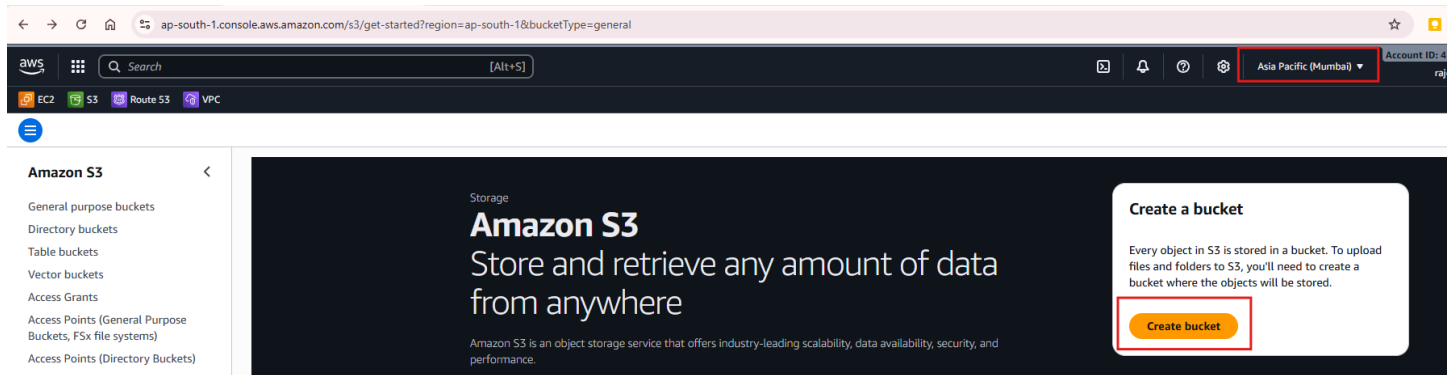 ap-south-1.console.aws.amazon.com/s3/get-started?region=ap-south-1&bucketType=general
aws
Search
[Alt+S]
Asia Pacific (Mumbai)
Account ID: 4
raj
EC2 S3 Route 53 VPC
Amazon S3
General purpose buckets
Directory buckets
Table buckets
Vector buckets
Access Grants
Access Points (General Purpose
Buckets, FSx file systems)
Access Points (Directory Buckets)
Storage
Amazon S3
Store and retrieve any amount of data
from anywhere
Amazon S3 is an object storage service that offers industry-leading scalability, data availability, security, and
performance.
Create a bucket
Every object in S3 is stored in a bucket. To upload
files and folders to S3, you'll need to create a
bucket where the objects will be stored.
Create bucket